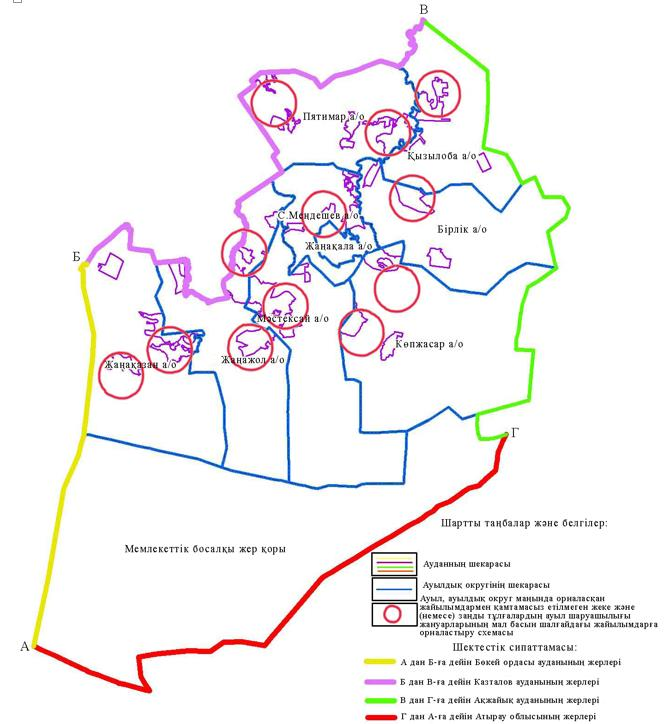 В
Пятимар а/о
Қызылоба а/о
С.Меңдешев а/о
Бірлік а/о
Жаңақала а/о
Б
Мәстексай а/о
Көпжасар а/о
Жаңажол а/о
Жаңақазан а/о
Г
Шартты таңбалар және белгілер:
Мемлекеттік босалқы жер қоры
Ауданның шекарасы
Ауылдық округінің шекарасы
Ауыл, ауылдық округ маңында орналасқан
жайылымдармен қамтамасыз етілмеген жеке және
(немесе) заңды тұлғалардың ауыл шаруашылығы
жануарларының мал басын шалғайдағы жайылымдарға
орналастыру схемасы
А
Шектестік сипаттамасы:
А дан Б-ға дейін Бөкей ордасы ауданының жерлері
Б дан В-ға дейін Казталов ауданының жерлері
В дан Г-ға дейін Ақжайық ауданының жерлері
Г дан А-ға дейін Атырау облысының жерлері